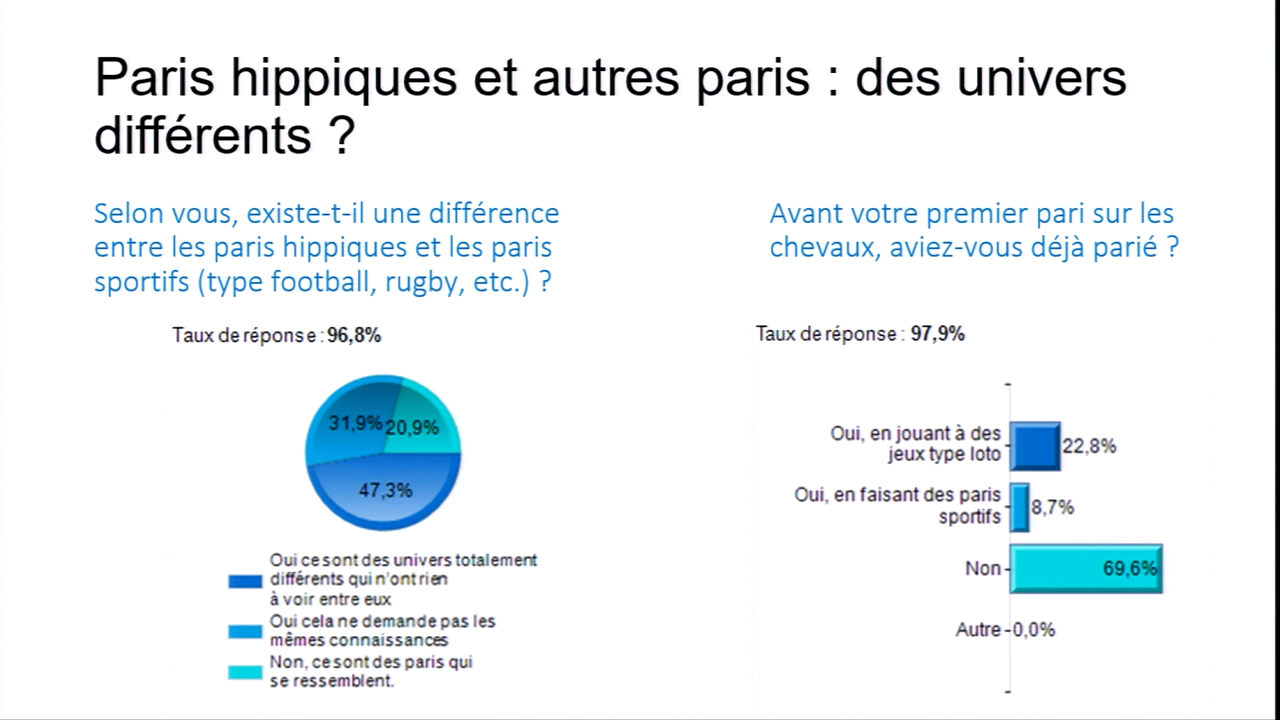 Paris hippiques et autres paris : des univers
différents ?
Selon vous, existe-t-il une différence
entre les paris hippiques et les paris
sportifs (type football, rugby, etc.) ?
Taux de réponse : 96,8%
31,9%
20,9%
47,3%
Oui ce sont des univers totalement
différents qui n'ont rien
à voir entre eux
Oui cela ne demande pas les
mêmes connaissances
Non, ce sont des paris qui
se ressemblent.
Avant votre premier pari sur les
chevaux, aviez-vous déjà parié ?
Taux de réponse : 97,9%
Oui, en jouant à des
jeux type loto
22,8%
Oui, en faisant des paris
sportifs
8,7%
Non
69,6%
Autre
0,0%